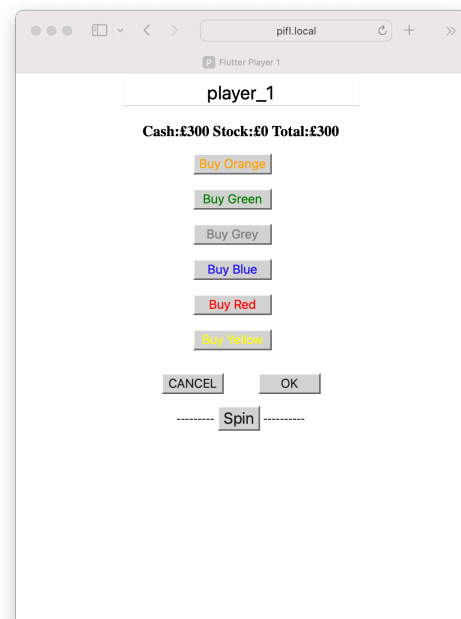 pifl.local
P Flutter Player 1
player_1
Cash:£300 Stock:£0 Total:£300
Buy Orange
Buy Green
Buy Grey
Buy Blue
Buy Red
Buy Yellow
CANCEL OK
--------- Spin ----------